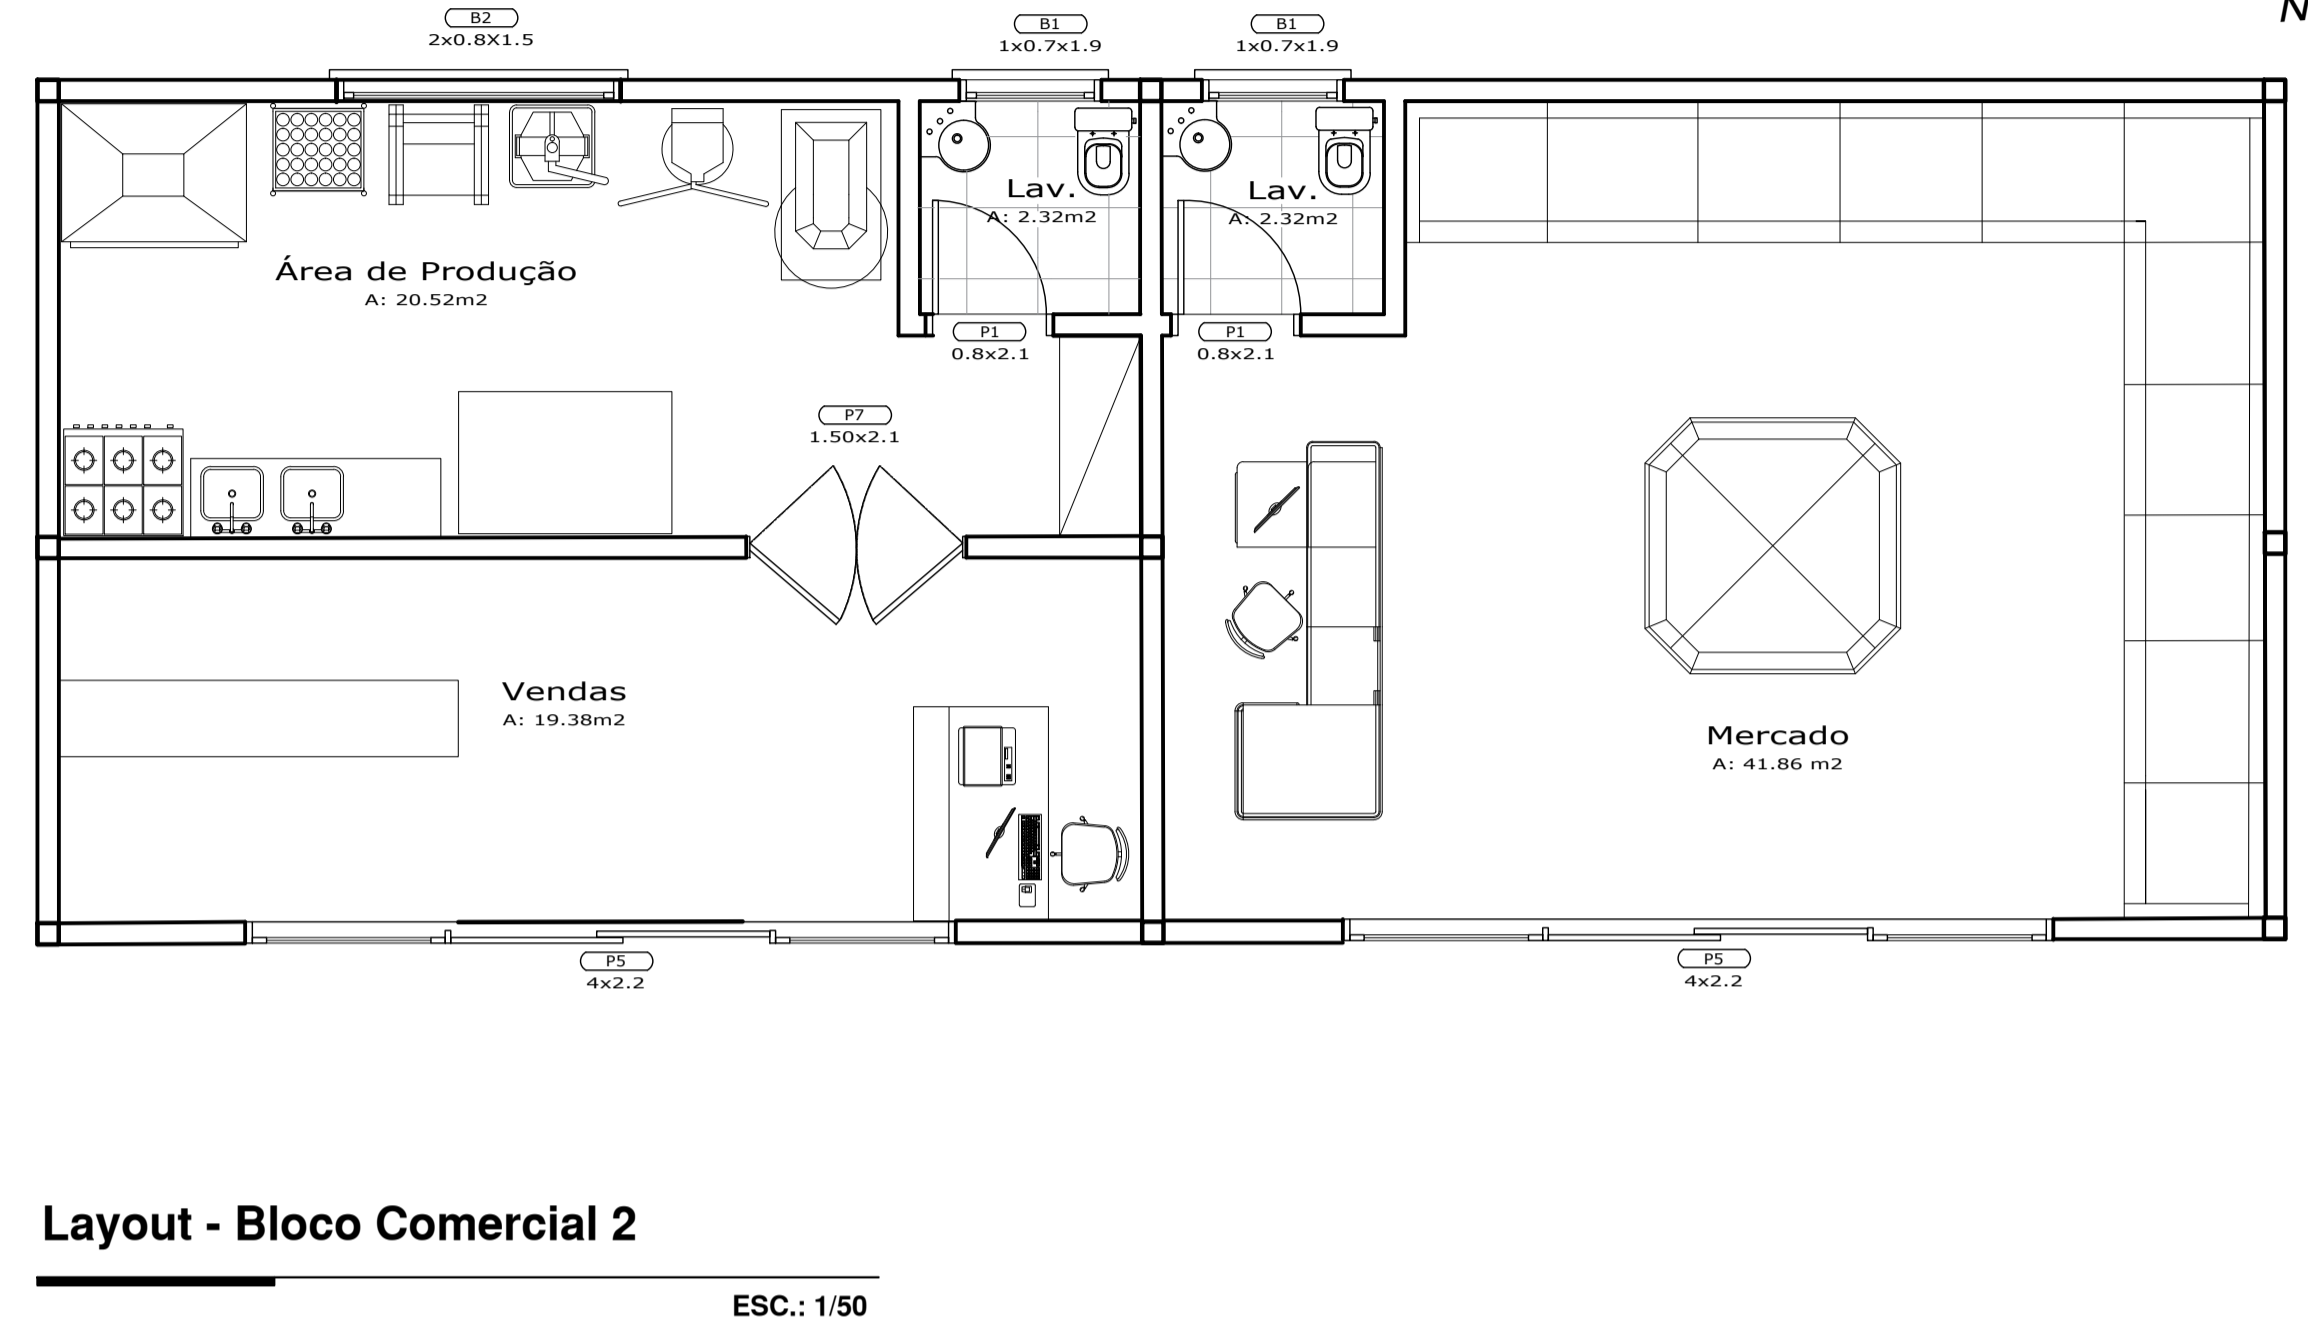 B2
2x0.8X1.5
B1
1x0.7x1.9
B1
1x0.7x1.9
N
Lav.
A: 2.32m2
Lav.
A: 2.32m2
Área de Produção
A: 20.52m2
P1
0.8x2.1
P1
0.8x2.1
P7
1.50x2.1
Vendas
A: 19.38m2
Mercado
A: 41.86 m2
P5
4x2.2
P5
4x2.2
Layout - Bloco Comercial 2
ESC.: 1/50